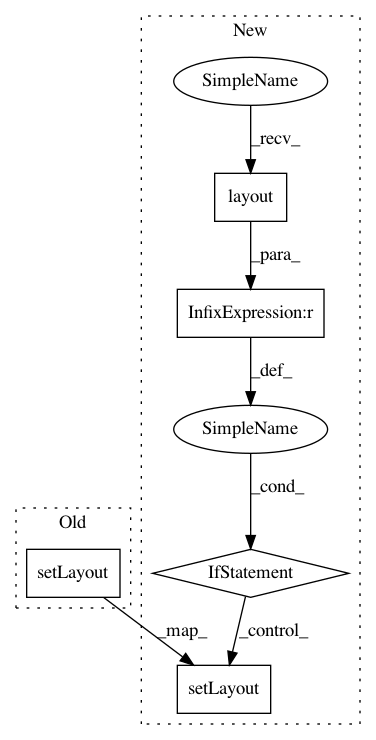 New
SimpleName
_recv_
layout
_para_
InfixExpression:r
_def_
SimpleName
_cond_
Old
setLayout
IfStatement
_map_
_control_
setLayout